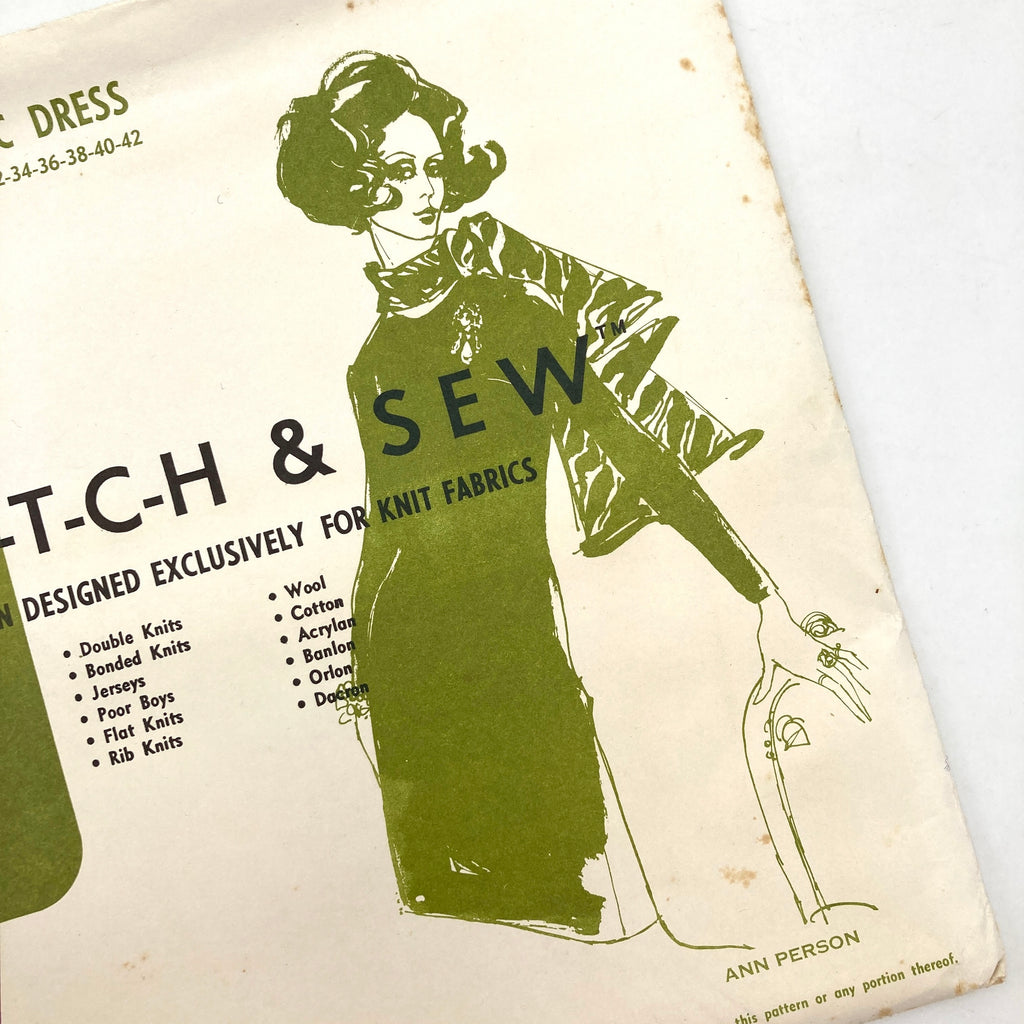 C DRESS
2-34-36-38-40-42
-T-C-H & SEW™
N DESIGNED EXCLUSIVELY FOR KNIT FABRICS
• Double Knits
• Bonded Knits
• Jerseys
• Poor Boys
• Flat Knits
• Rib Knits
• Wool
• Cotton
• Acrylan
• Banlon
• Orlon
• Dacron
ANN PERSON
this pattern or any portion thereof.